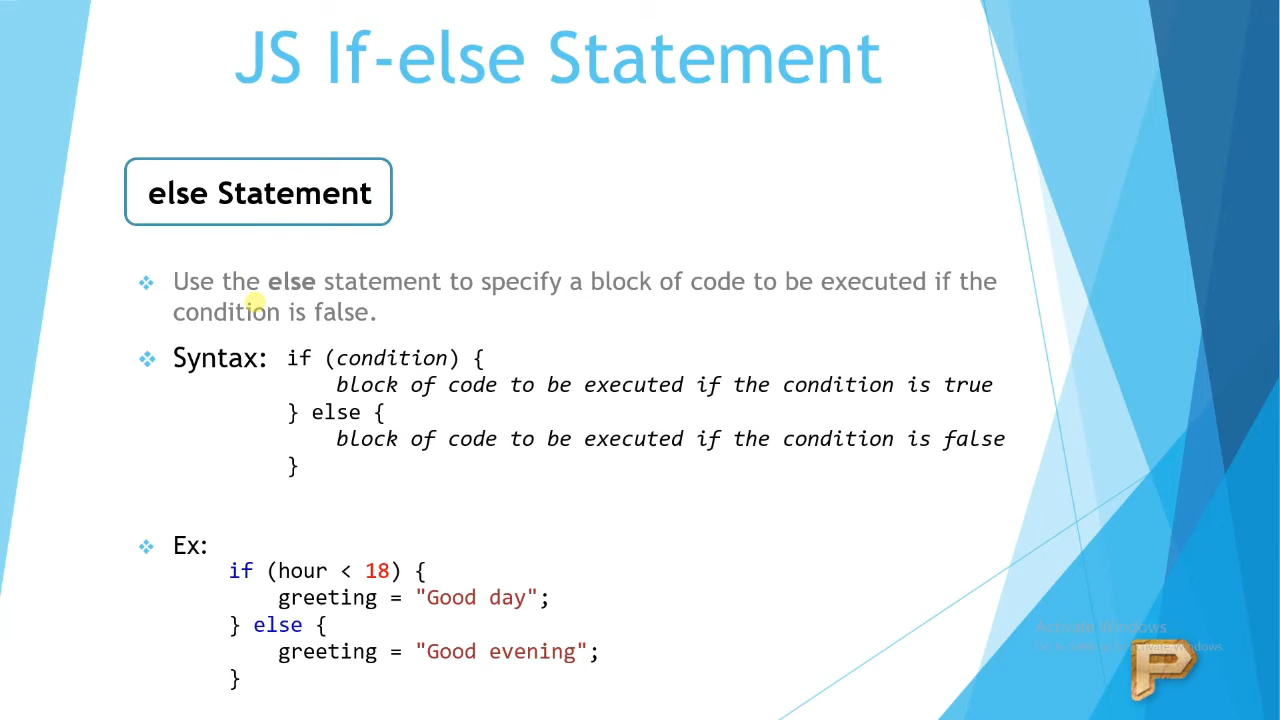 JS If-else Statement
else Statement
Use the else statement to specify a block of code to be executed if the
condition is false.
Syntax: if (condition) {
block of code to be executed if the condition is true
} else {
block of code to be executed if the condition is false
}
Ex:
if (hour < 18) {
greeting = "Good day";
} else {
greeting = "Good evening";
}
Activate Windows
P